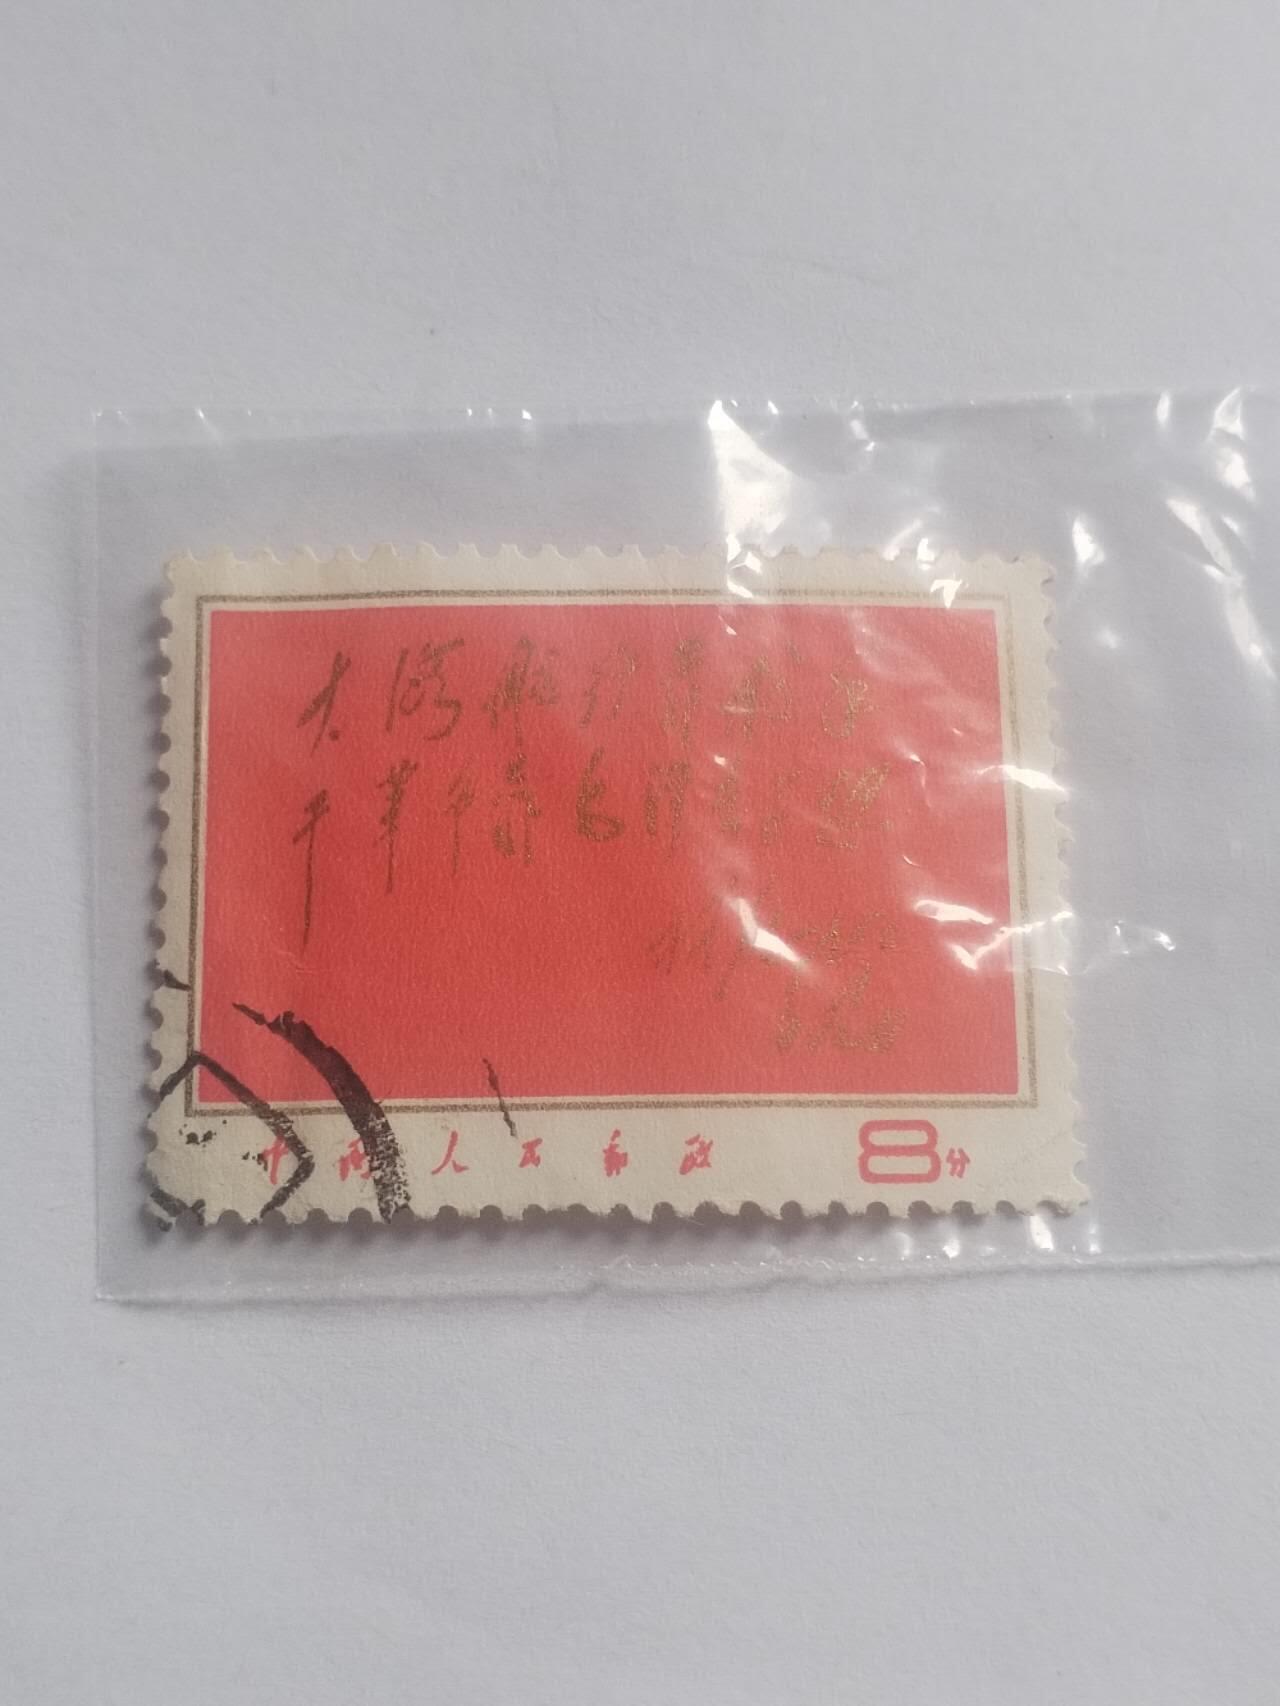 大海航行靠舵手
干革命靠毛泽东思想
林彪
中国人民邮政 8分